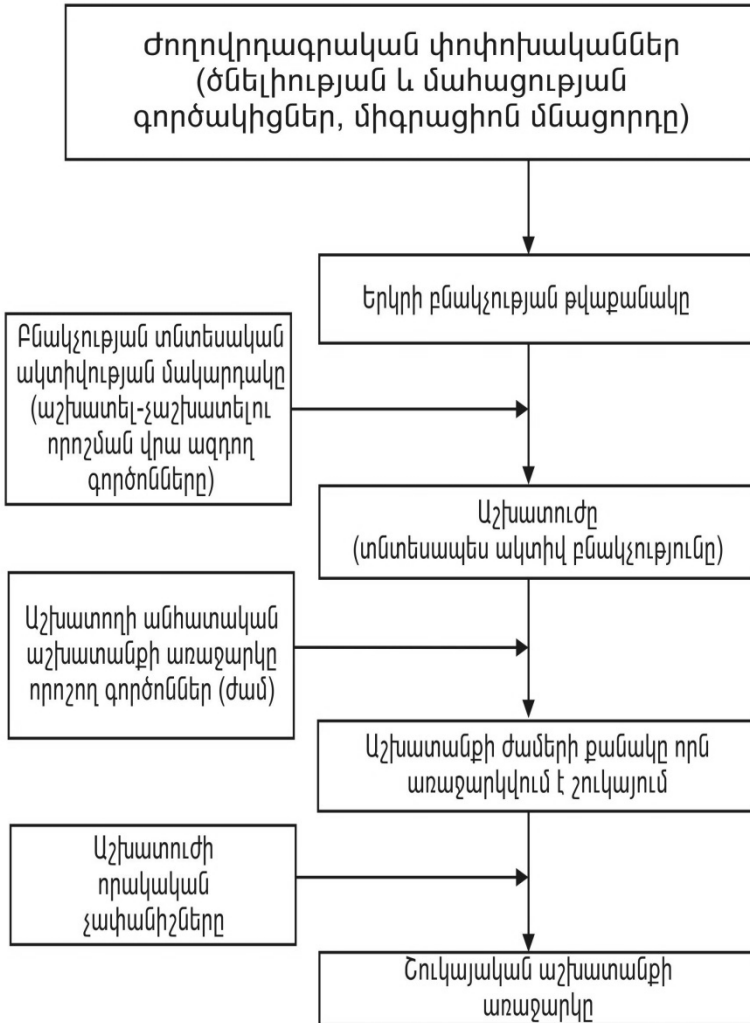 Ժողովրդագրական փոփոխականներ
(ծնելիության և մահացության
գործակիցներ, միգրացիոն մնացորդը)
Երկրի բնակչության թվաքանակը
Բնակչության տնտեսական
ակտիվության մակարդակը
(աշխատել-չաշխատելու
որոշման վրա ազդող
գործոնները)
Աշխատուժը
(տնտեսապես ակտիվ բնակչությունը)
Աշխատողի անհատական
աշխատանքի առաջարկը
որոշող գործոններ (ժամ)
Աշխատանքի ժամերի քանակը որն
առաջարկվում է շուկայում
Աշխատուժի
որակական
չափանիշները
Շուկայական աշխատանքի
առաջարկը